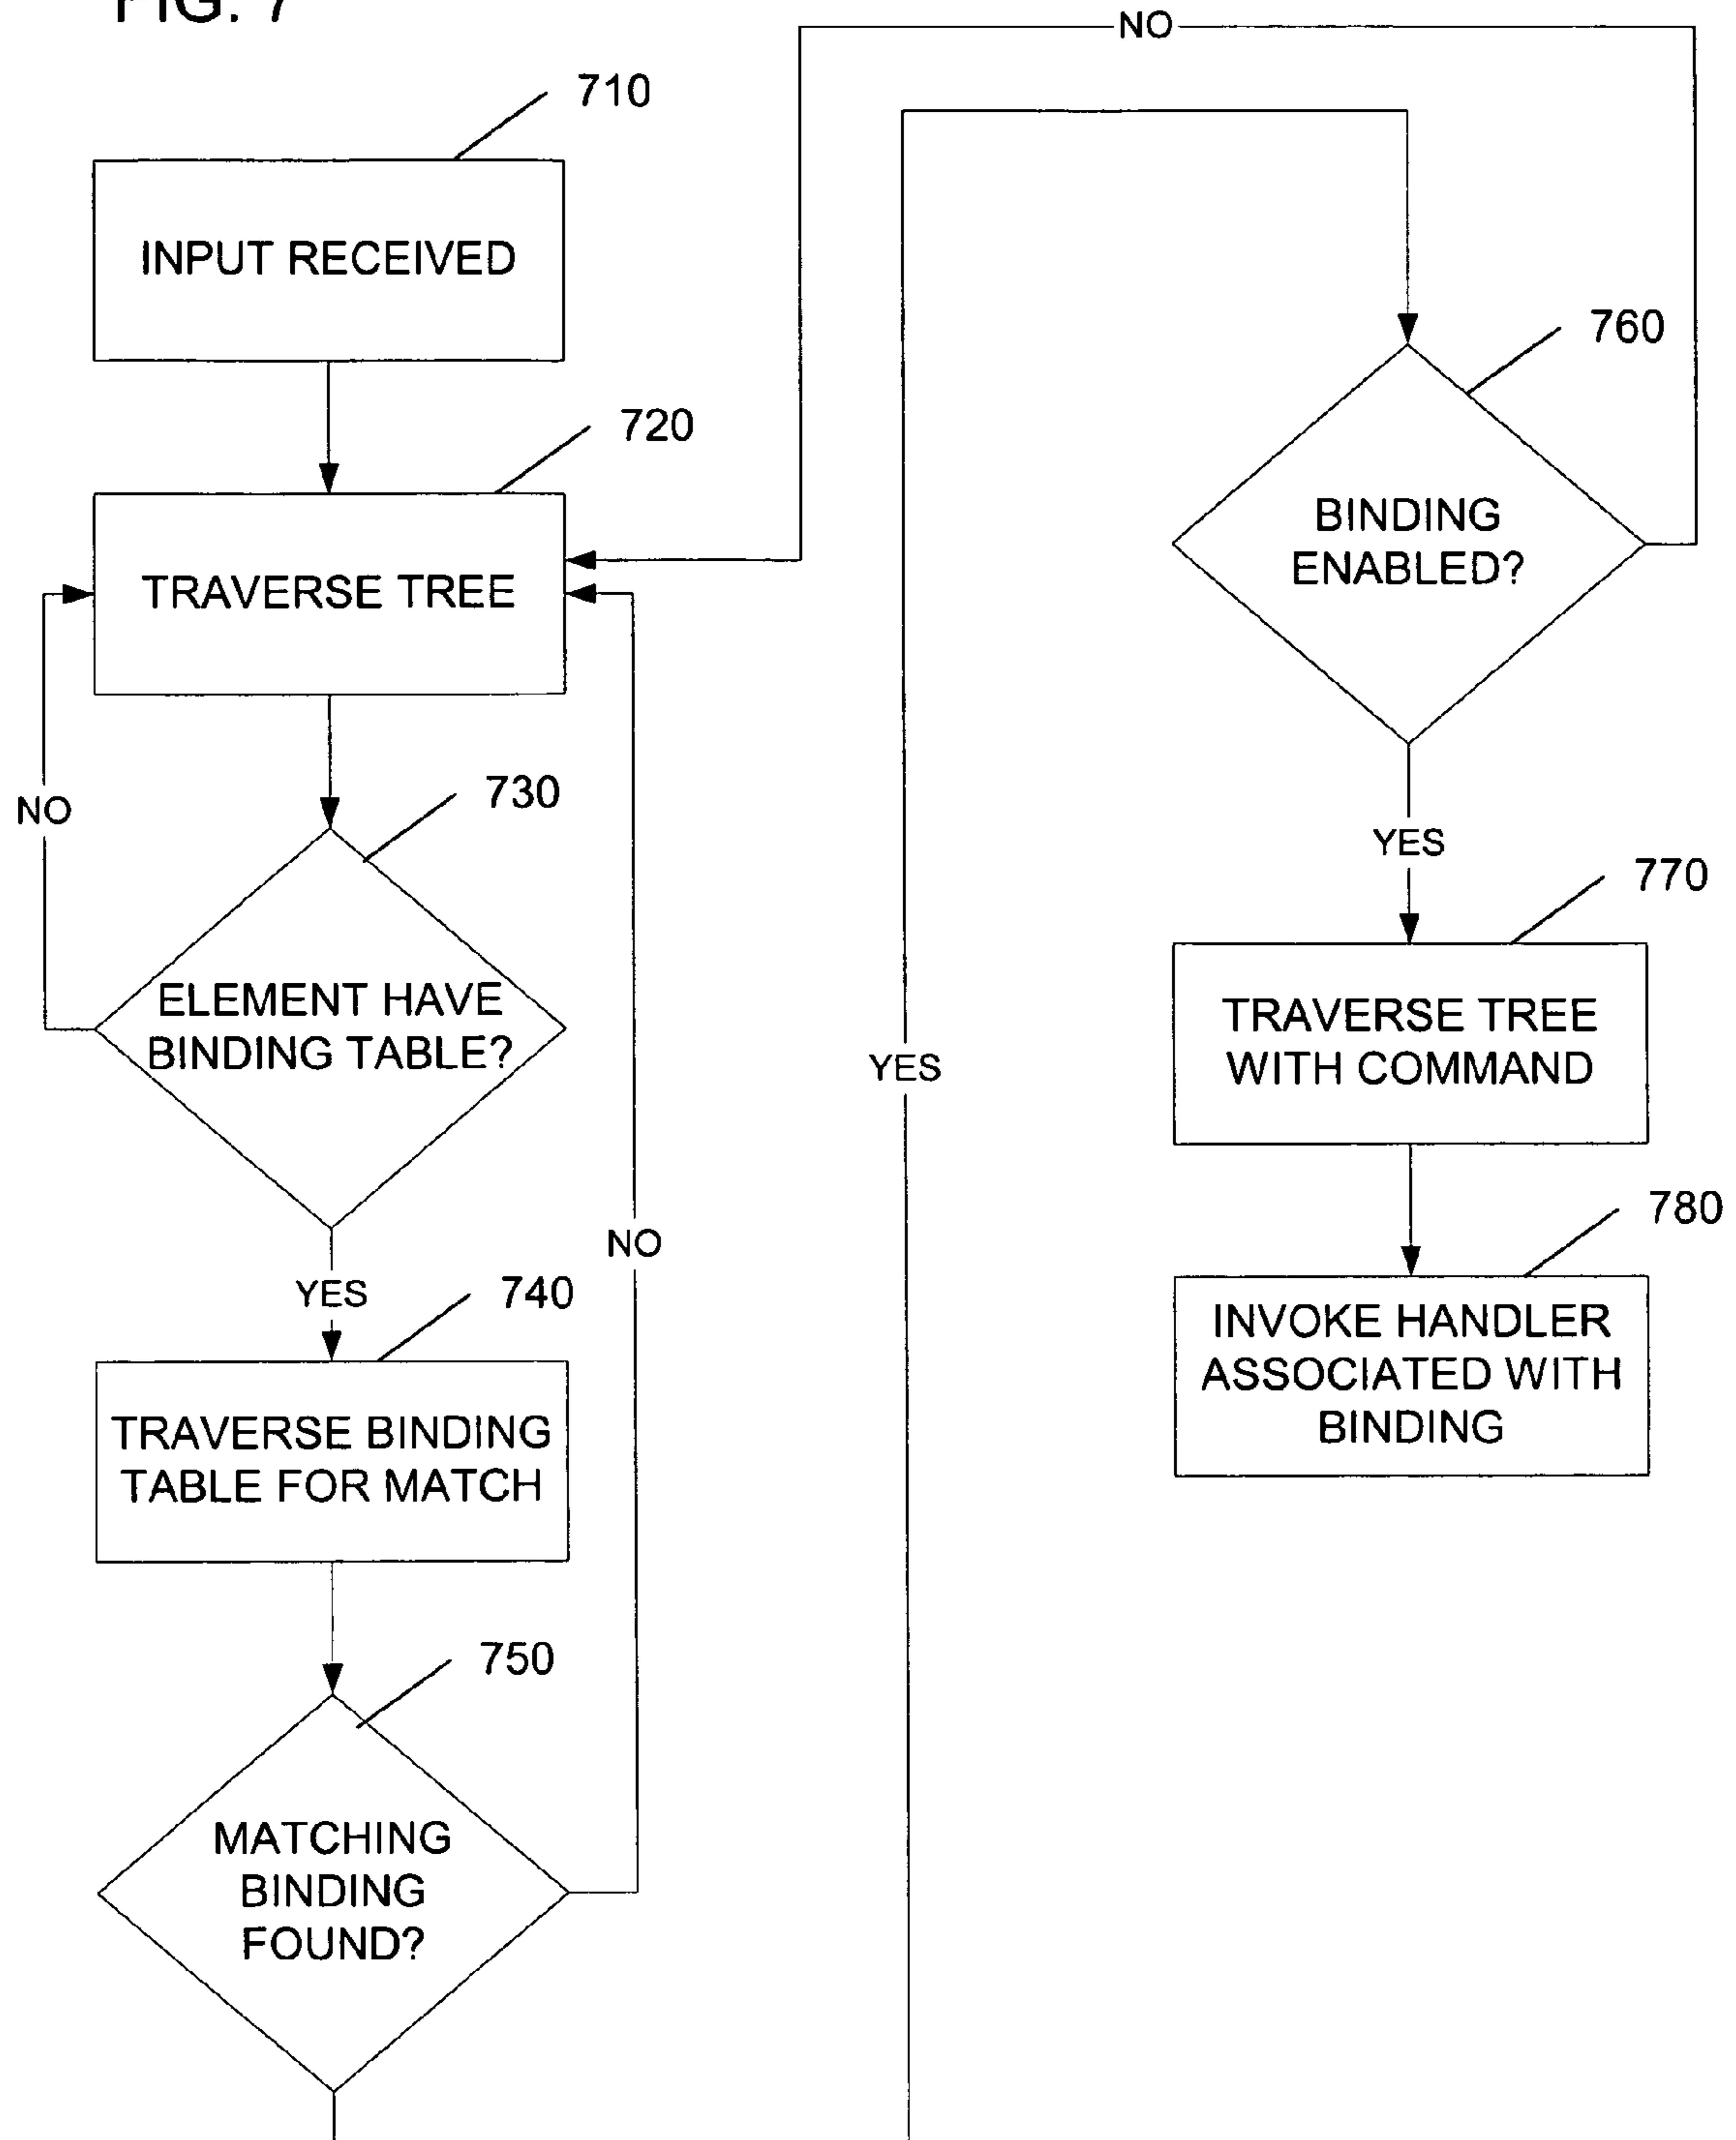 FIG. 7
NO
710
INPUT RECEIVED
720
TRAVERSE TREE
NO
730
ELEMENT HAVE
BINDING TABLE?
YES
740
TRAVERSE BINDING
TABLE FOR MATCH
NO
750
MATCHING
BINDING
FOUND?
YES
760
BINDING
ENABLED?
YES
770
TRAVERSE TREE
WITH COMMAND
780
INVOKE HANDLER
ASSOCIATED WITH
BINDING